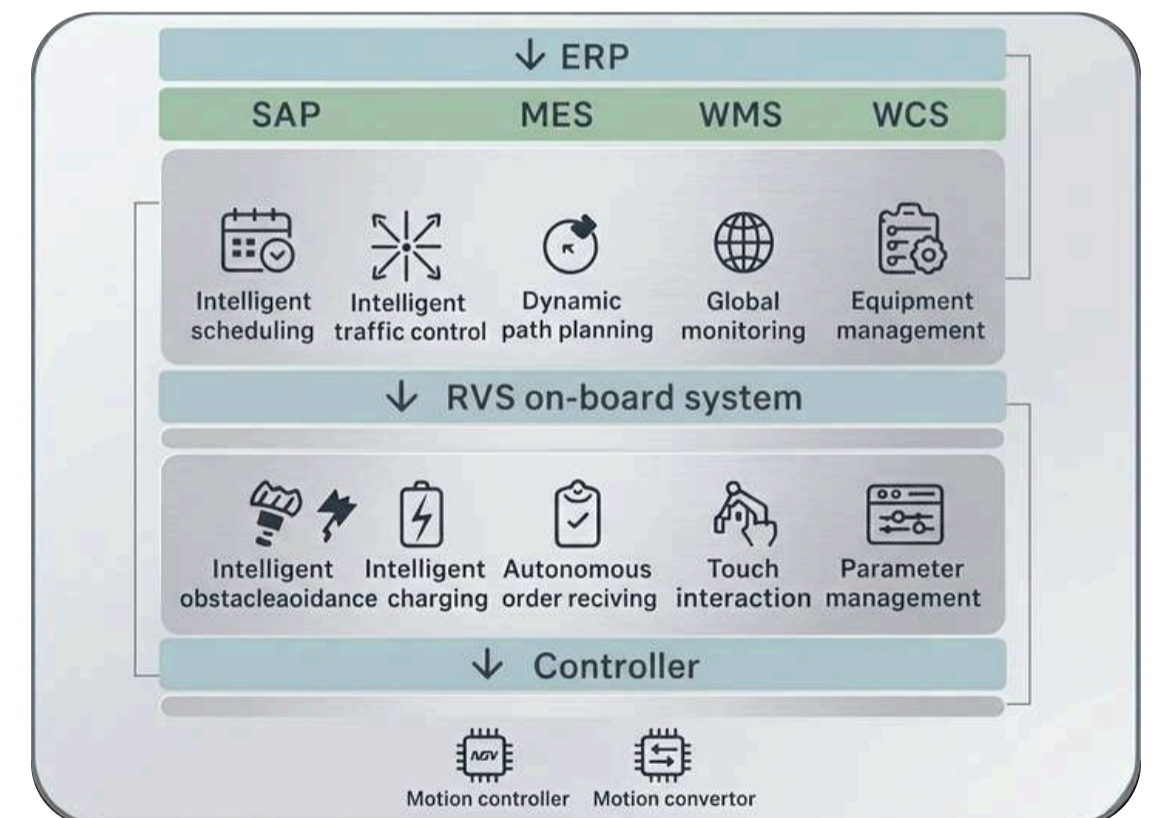 ↓ ERP
SAP MES WMS WCS
Intelligent scheduling
Intelligent traffic control
Dynamic path planning
Global monitoring
Equipment management
↓ RVS on-board system
Intelligent obstacleaoidance
Intelligent charging
Autonomous order reciving
Touch interaction
Parameter management
↓ Controller
AGV
Motion controller
Motion convertor